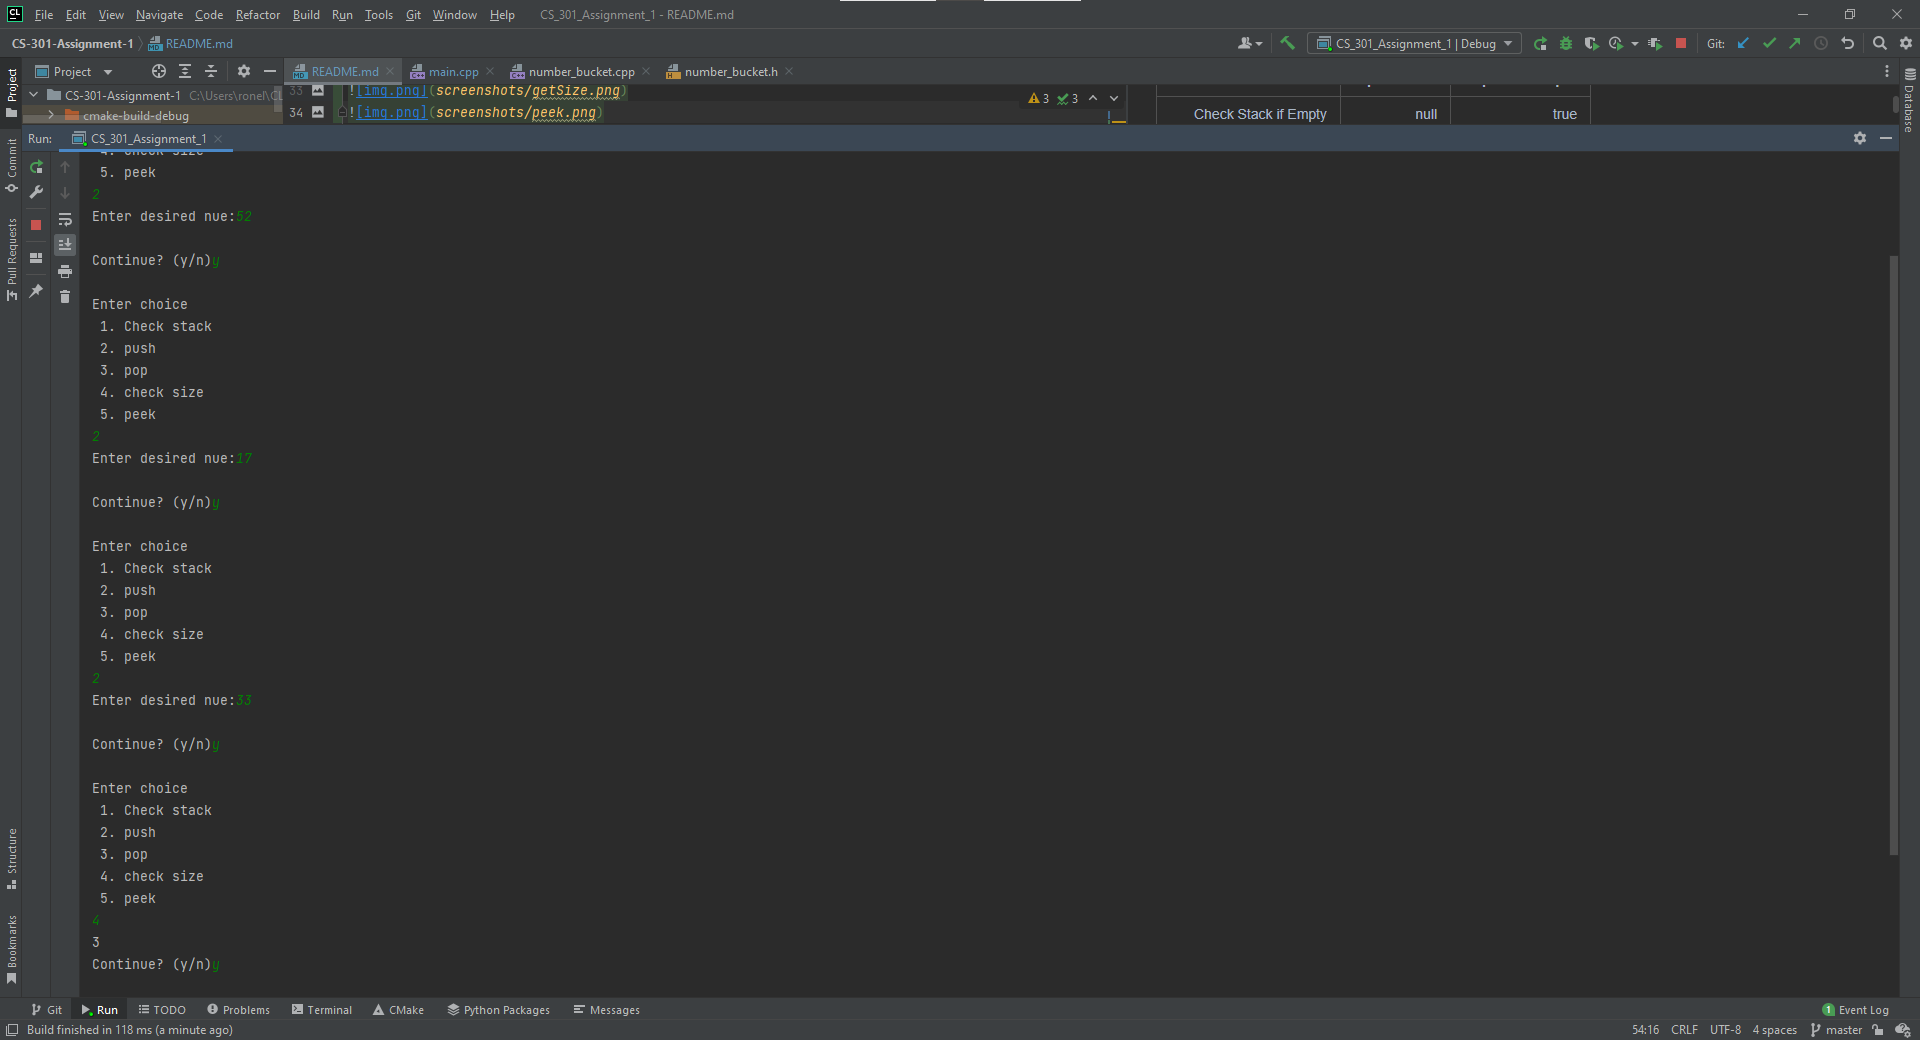 CL File Edit View Navigate Code Refactor Build Run Tools Git Window Help CS_301_Assignment_1 - README.md
CS-301-Assignment-1 README.md CS_301_Assignment_1 | Debug Git:
Project README.md main.cpp number_bucket.cpp number_bucket.h
CS-301-Assignment-1 C:\Users\ronel\CL
33 ![img.png](screenshots/getSize.png)
3 3
cmake-build-debug
34 ![img.png](screenshots/peek.png)
Check Stack if Empty null true
Run: CS_301_Assignment_1
4. check size
5. peek
2
Enter desired nue:52
Continue? (y/n)y
Enter choice
1. Check stack
2. push
3. pop
4. check size
5. peek
2
Enter desired nue:17
Continue? (y/n)y
Enter choice
1. Check stack
2. push
3. pop
4. check size
5. peek
2
Enter desired nue:33
Continue? (y/n)y
Enter choice
1. Check stack
2. push
3. pop
4. check size
5. peek
4
3
Continue? (y/n)y
Project
Commit
Pull Requests
Structure
Bookmarks
Database
Git Run TODO Problems Terminal CMake Python Packages Messages 1 Event Log
Build finished in 118 ms (a minute ago) 54:16 CRLF UTF-8 4 spaces master